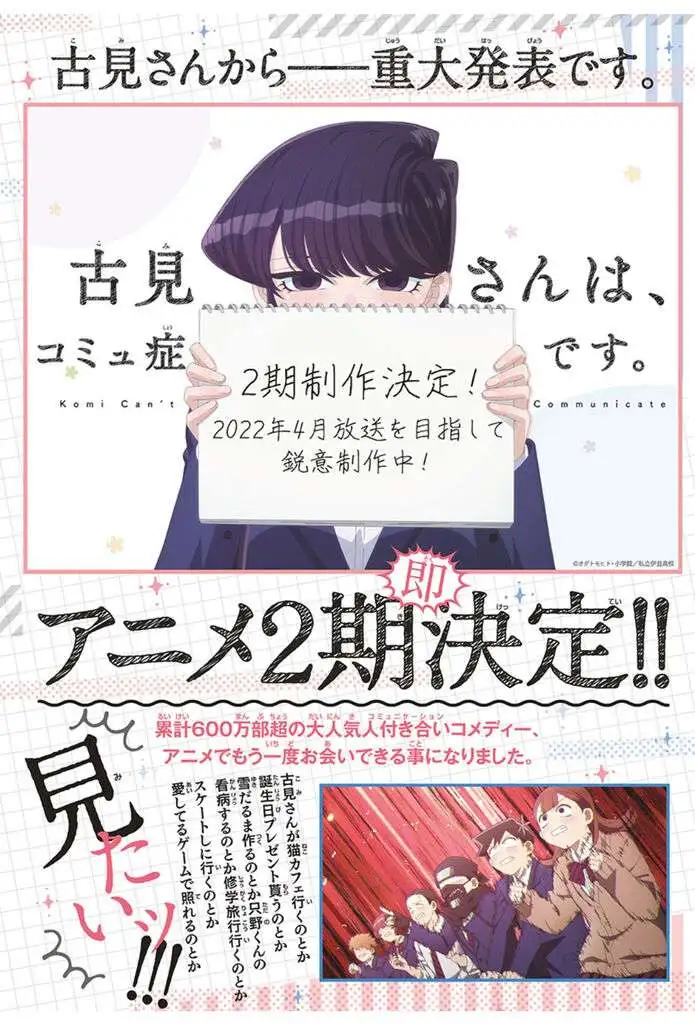 古見さんから──重大発表です。
古見さんは、
コミュ症です。
Komi Can't Communicate
2期制作決定!
2022年4月放送を目指して
鋭意制作中!
©オダトモヒト・小学館/私立伊旦高校
即
アニメ2期決定!!
累計600万部超の大人気人付き合いコメディー、
アニメでもう一度お会いできる事になりました。
見たいッ!!!
古見さんが猫カフェ行くのとか
誕生日プレゼント貰うのとか
雪だるま作るのとか只野くんの
看病するのとか修学旅行行くのとか
スケートしに行くのとか
愛してるゲームで照れるのとか